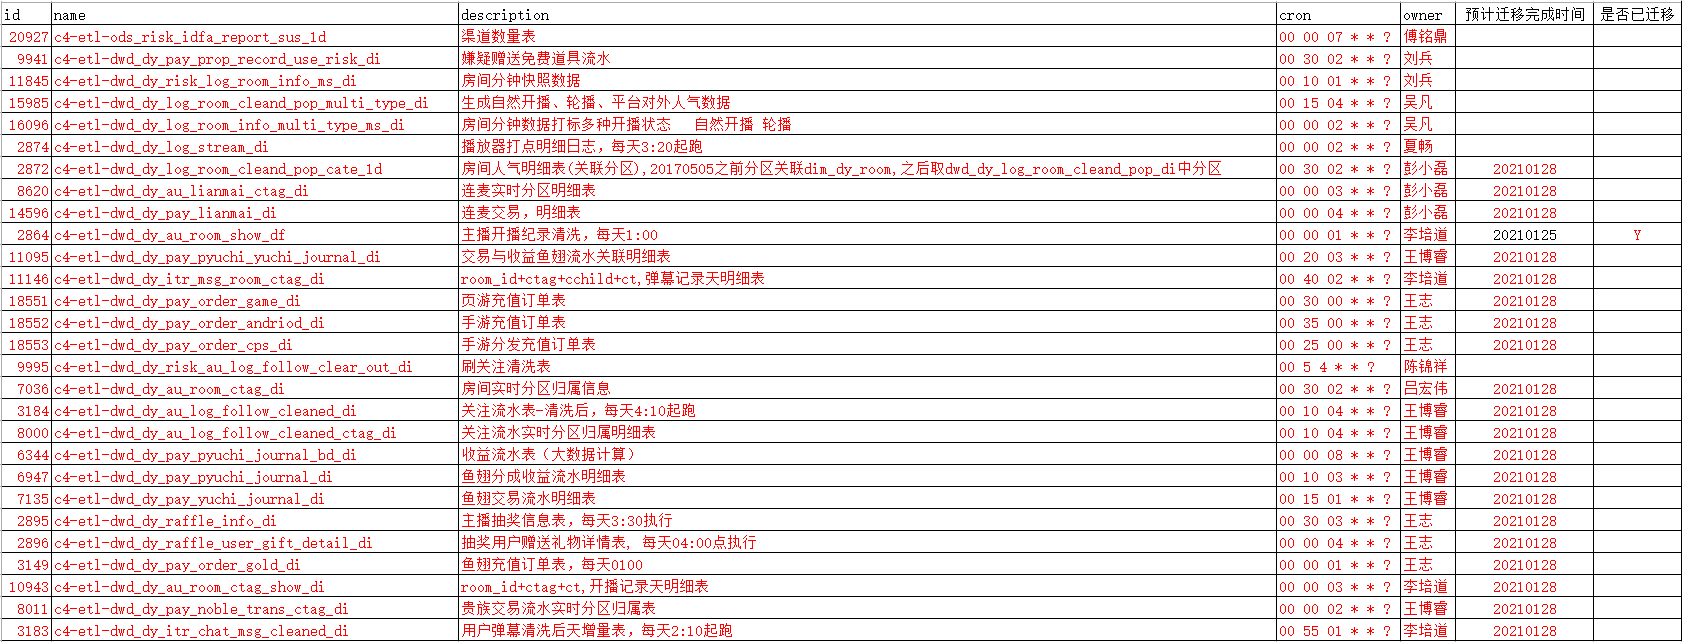 id name description cron owner 预计迁移完成时间 是否已迁移
20927 c4-etl-ods_risk_idfa_report_sus_1d 渠道数量表 00 00 07 * * ? 傅铭鼎
9941 c4-etl-dwd_dy_pay_prop_record_use_risk_di 嫌疑赠送免费道具流水 00 30 02 * * ? 刘兵
11845 c4-etl-dwd_dy_risk_log_room_info_ms_di 房间分钟快照数据 00 10 01 * * ? 刘兵
15985 c4-etl-dwd_dy_log_room_cleand_pop_multi_type_di 生成自然开播、轮播、平台对外人气数据 00 15 04 * * ? 吴凡
16096 c4-etl-dwd_dy_log_room_info_multi_type_ms_di 房间分钟数据打标多种开播状态 自然开播 轮播 00 00 02 * * ? 吴凡
2874 c4-etl-dwd_dy_log_stream_di 播放器打点明细日志，每天3:20起跑 00 00 02 * * ? 夏畅
2872 c4-etl-dwd_dy_log_room_cleand_pop_cate_1d 房间人气明细表(关联分区),20170505之前分区关联dim_dy_room,之后取dwd_dy_log_room_cleand_pop_di中分区 00 30 02 * * ? 彭小磊 20210128
8620 c4-etl-dwd_dy_au_lianmai_ctag_di 连麦实时分区明细表 00 00 03 * * ? 彭小磊 20210128
14596 c4-etl-dwd_dy_pay_lianmai_di 连麦交易，明细表 00 00 04 * * ? 彭小磊 20210128
2864 c4-etl-dwd_dy_au_room_show_df 主播开播纪录清洗，每天1:00 00 00 01 * * ? 李培道 20210125 Y
11095 c4-etl-dwd_dy_pay_pyuchi_yuchi_journal_di 交易与收益鱼翅流水关联明细表 00 20 03 * * ? 王博睿 20210128
11146 c4-etl-dwd_dy_itr_msg_room_ctag_di room_id+ctag+cchild+ct,弹幕记录天明细表 00 40 02 * * ? 李培道 20210128
18551 c4-etl-dwd_dy_pay_order_game_di 页游充值订单表 00 30 00 * * ? 王志 20210128
18552 c4-etl-dwd_dy_pay_order_andriod_di 手游充值订单表 00 35 00 * * ? 王志 20210128
18553 c4-etl-dwd_dy_pay_order_cps_di 手游分发充值订单表 00 25 00 * * ? 王志 20210128
9995 c4-etl-dwd_dy_risk_au_log_follow_clear_out_di 刷关注清洗表 00 5 4 * * ? 陈锦祥
7036 c4-etl-dwd_dy_au_room_ctag_di 房间实时分区归属信息 00 30 02 * * ? 吕宏伟 20210128
3184 c4-etl-dwd_dy_au_log_follow_cleaned_di 关注流水表-清洗后，每天4:10起跑 00 10 04 * * ? 王博睿 20210128
8000 c4-etl-dwd_dy_au_log_follow_cleaned_ctag_di 关注流水实时分区归属明细表 00 10 04 * * ? 王博睿 20210128
6344 c4-etl-dwd_dy_pay_pyuchi_journal_bd_di 收益流水表（大数据计算） 00 00 08 * * ? 王博睿 20210128
6947 c4-etl-dwd_dy_pay_pyuchi_journal_di 鱼翅分成收益流水明细表 00 10 03 * * ? 王博睿 20210128
7135 c4-etl-dwd_dy_pay_yuchi_journal_di 鱼翅交易流水明细表 00 15 01 * * ? 王博睿 20210128
2895 c4-etl-dwd_dy_raffle_info_di 主播抽奖信息表，每天3:30执行 00 30 03 * * ? 王志 20210128
2896 c4-etl-dwd_dy_raffle_user_gift_detail_di 抽奖用户赠送礼物详情表, 每天04:00点执行 00 00 04 * * ? 王志 20210128
3149 c4-etl-dwd_dy_pay_order_gold_di 鱼翅充值订单表，每天0100 00 00 01 * * ? 王志 20210128
10943 c4-etl-dwd_dy_au_room_ctag_show_di room_id+ctag+ct,开播记录天明细表 00 00 03 * * ? 李培道 20210128
8011 c4-etl-dwd_dy_pay_noble_trans_ctag_di 贵族交易流水实时分区归属表 00 00 02 * * ? 王博睿 20210128
3183 c4-etl-dwd_dy_itr_chat_msg_cleaned_di 用户弹幕清洗后天增量表，每天2:10起跑 00 55 01 * * ? 李培道 20210128